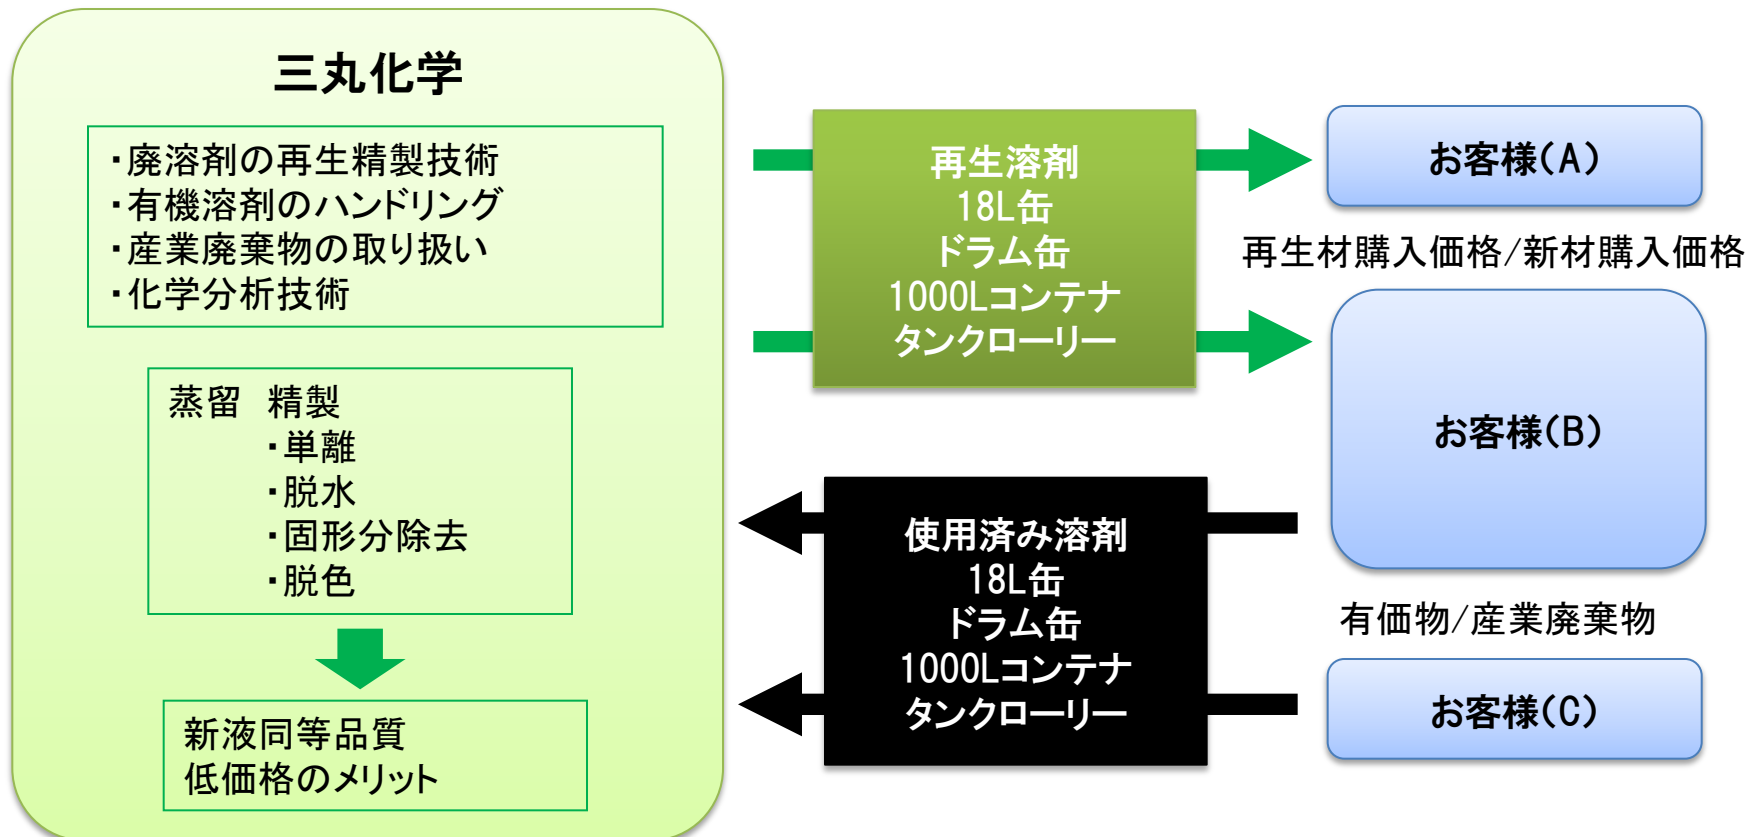 三丸化学
・廃溶剤の再生精製技術
・有機溶剤のハンドリング
・産業廃棄物の取り扱い
・化学分析技術
蒸留　精製
・単離
・脱水
・固形分除去
・脱色
新液同等品質
低価格のメリット
再生溶剤
18L缶
ドラム缶
1000Lコンテナ
タンクローリー
使用済み溶剤
18L缶
ドラム缶
1000Lコンテナ
タンクローリー
お客様(A)
再生材購入価格/新材購入価格
お客様(B)
有価物/産業廃棄物
お客様(C)